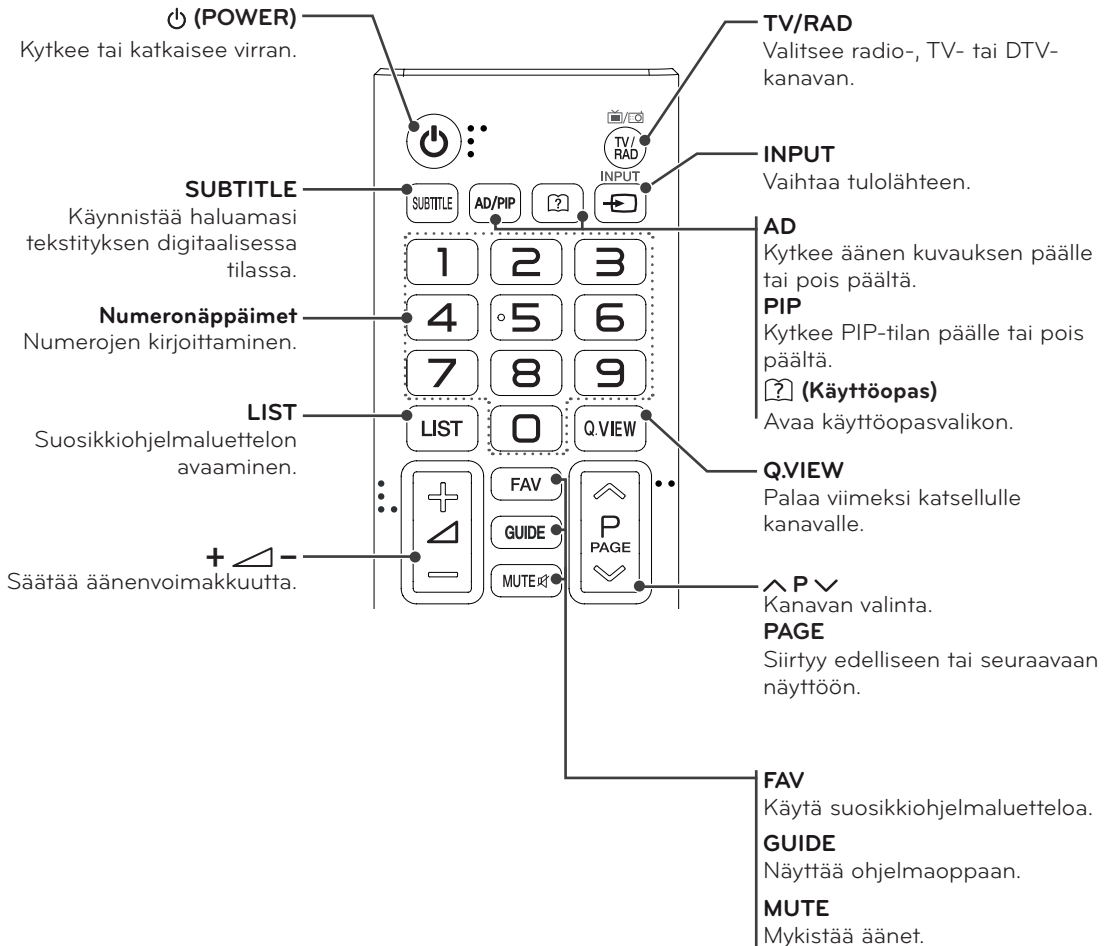 ⏻ (POWER)
Kytkee tai katkaisee virran.
SUBTITLE
Käynnistää haluamasi
tekstityksen digitaalisessa
tilassa.
Numeronäppäimet
Numerojen kirjoittaminen.
LIST
Suosikkiohjelmaluettelon
avaaminen.
+ ⊿ −
Säätää äänenvoimakkuutta.
TV/
RAD
INPUT
SUBTITLE
AD/PIP
?
1
2
3
4
5
6
7
8
9
LIST
0
Q.VIEW
+
−
FAV
GUIDE
MUTE
P
PAGE
TV/RAD
Valitsee radio-, TV- tai DTV-
kanavan.
INPUT
Vaihtaa tulolähteen.
AD
Kytkee äänen kuvauksen päälle
tai pois päältä.
PIP
Kytkee PIP-tilan päälle tai pois
päältä.
? (Käyttöopas)
Avaa käyttöopasvalikon.
Q.VIEW
Palaa viimeksi katsellulle
kanavalle.
︿ P ﹀
Kanavan valinta.
PAGE
Siirtyy edelliseen tai seuraavaan
näyttöön.
FAV
Käytä suosikkiohjelmaluetteloa.
GUIDE
Näyttää ohjelmaoppaan.
MUTE
Mykistää äänet.